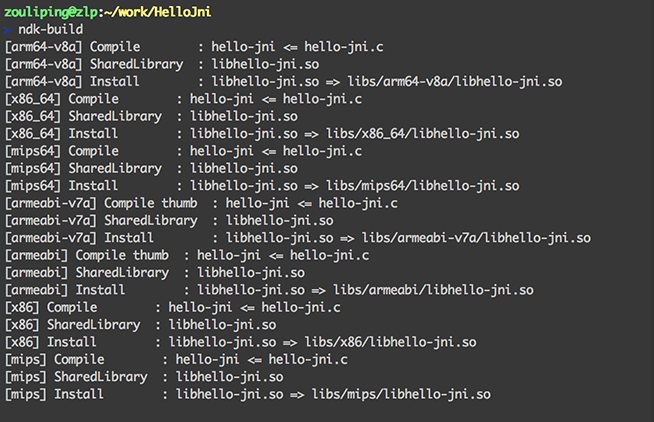 zouliping@zlp:~/work/HelloJni
> ndk-build
[arm64-v8a] Compile        : hello-jni <= hello-jni.c
[arm64-v8a] SharedLibrary  : libhello-jni.so
[arm64-v8a] Install        : libhello-jni.so => libs/arm64-v8a/libhello-jni.so
[x86_64] Compile        : hello-jni <= hello-jni.c
[x86_64] SharedLibrary  : libhello-jni.so
[x86_64] Install        : libhello-jni.so => libs/x86_64/libhello-jni.so
[mips64] Compile        : hello-jni <= hello-jni.c
[mips64] SharedLibrary  : libhello-jni.so
[mips64] Install        : libhello-jni.so => libs/mips64/libhello-jni.so
[armeabi-v7a] Compile thumb  : hello-jni <= hello-jni.c
[armeabi-v7a] SharedLibrary  : libhello-jni.so
[armeabi-v7a] Install        : libhello-jni.so => libs/armeabi-v7a/libhello-jni.so
[armeabi] Compile thumb  : hello-jni <= hello-jni.c
[armeabi] SharedLibrary  : libhello-jni.so
[armeabi] Install        : libhello-jni.so => libs/armeabi/libhello-jni.so
[x86] Compile        : hello-jni <= hello-jni.c
[x86] SharedLibrary  : libhello-jni.so
[x86] Install        : libhello-jni.so => libs/x86/libhello-jni.so
[mips] Compile        : hello-jni <= hello-jni.c
[mips] SharedLibrary  : libhello-jni.so
[mips] Install        : libhello-jni.so => libs/mips/libhello-jni.so